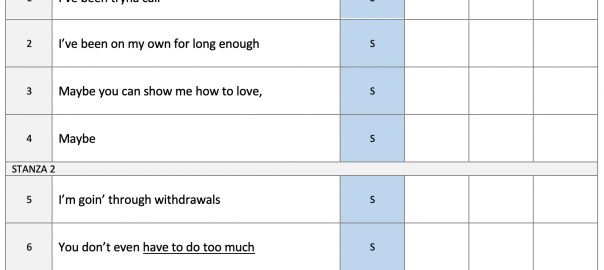 1 I've been tryna call S
2 I've been on my own for long enough S
3 Maybe you can show me how to love, S
4 Maybe S
STANZA 2
5 I'm goin' through withdrawals S
6 You don't even have to do too much S